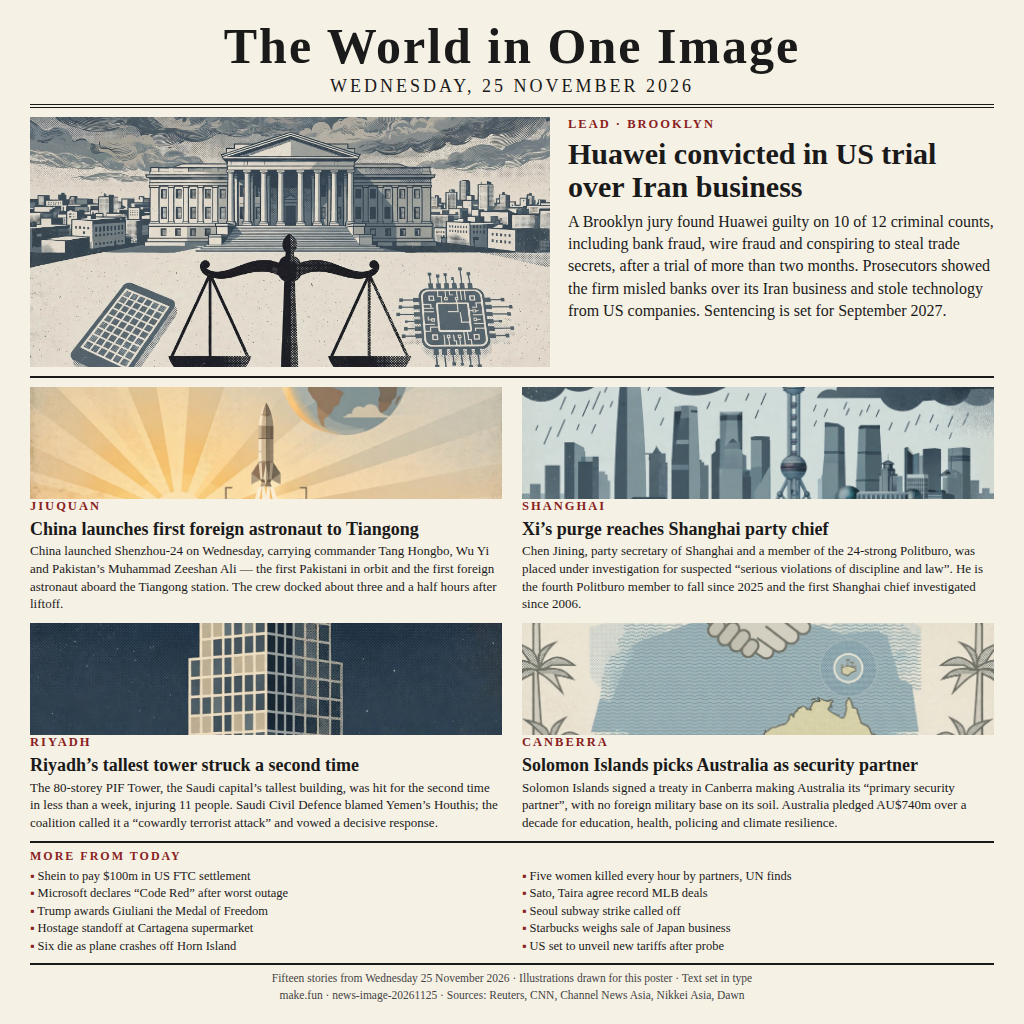 The World in One Image
WEDNESDAY, 25 NOVEMBER 2026
LEAD · BROOKLYN
Huawei convicted in US trial
over Iran business
A Brooklyn jury found Huawei guilty on 10 of 12 criminal counts,
including bank fraud, wire fraud and conspiring to steal trade
secrets, after a trial of more than two months. Prosecutors showed
the firm misled banks over its Iran business and stole technology
from US companies. Sentencing is set for September 2027.
JIUQUAN
China launches first foreign astronaut to Tiangong
China launched Shenzhou-24 on Wednesday, carrying commander Tang Hongbo, Wu Yi
and Pakistan’s Muhammad Zeeshan Ali — the first Pakistani in orbit and the first foreign
astronaut aboard the Tiangong station. The crew docked about three and a half hours after
liftoff.
SHANGHAI
Xi’s purge reaches Shanghai party chief
Chen Jining, party secretary of Shanghai and a member of the 24-strong Politburo, was
placed under investigation for suspected “serious violations of discipline and law”. He is
the fourth Politburo member to fall since 2025 and the first Shanghai chief investigated
since 2006.
RIYADH
Riyadh’s tallest tower struck a second time
The 80-storey PIF Tower, the Saudi capital’s tallest building, was hit for the second time
in less than a week, injuring 11 people. Saudi Civil Defence blamed Yemen’s Houthis; the
coalition called it a “cowardly terrorist attack” and vowed a decisive response.
CANBERRA
Solomon Islands picks Australia as security partner
Solomon Islands signed a treaty in Canberra making Australia its “primary security
partner”, with no foreign military base on its soil. Australia pledged AU$740m over a
decade for education, health, policing and climate resilience.
MORE FROM TODAY
▪ Shein to pay $100m in US FTC settlement
▪ Microsoft declares “Code Red” after worst outage
▪ Trump awards Giuliani the Medal of Freedom
▪ Hostage standoff at Cartagena supermarket
▪ Six die as plane crashes off Horn Island
▪ Five women killed every hour by partners, UN finds
▪ Sato, Taira agree record MLB deals
▪ Seoul subway strike called off
▪ Starbucks weighs sale of Japan business
▪ US set to unveil new tariffs after probe
Fifteen stories from Wednesday 25 November 2026 · Illustrations drawn for this poster · Text set in type
make.fun · news-image-20261125 · Sources: Reuters, CNN, Channel News Asia, Nikkei Asia, Dawn